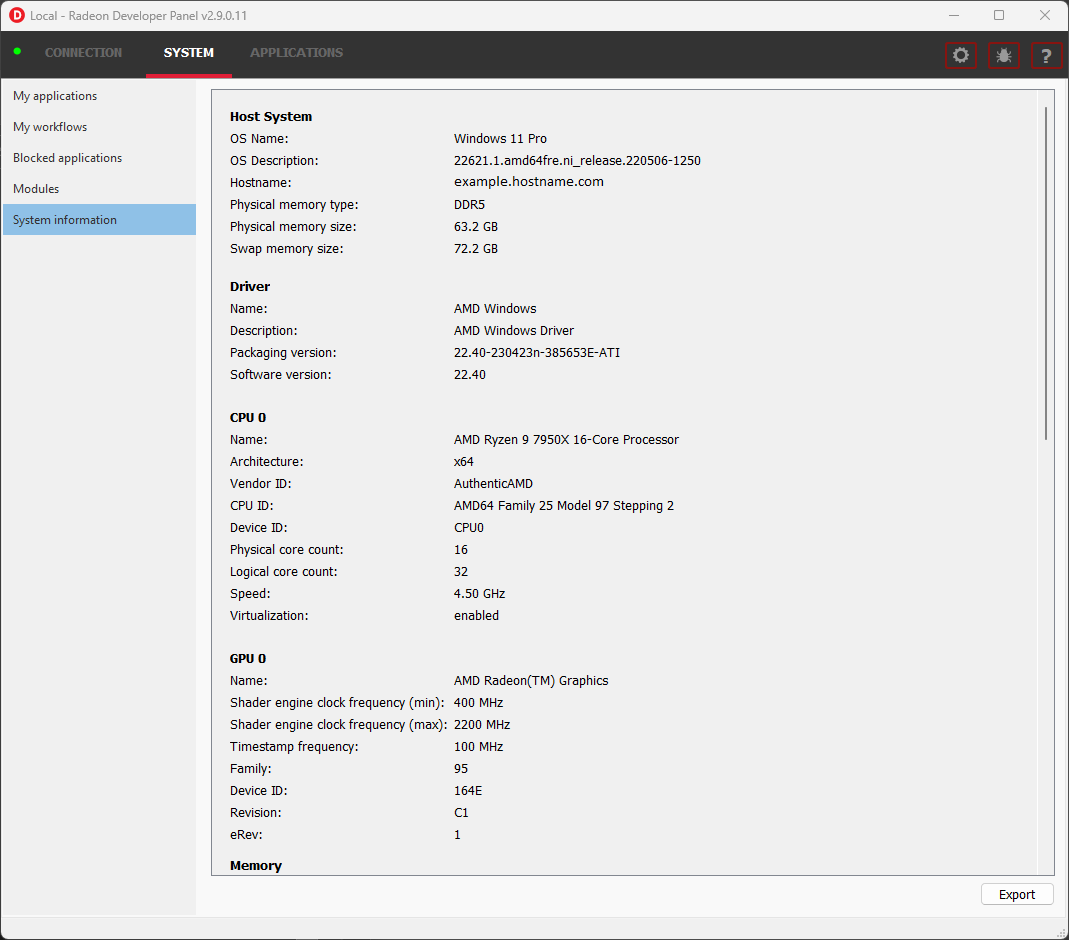 D Local - Radeon Developer Panel v2.9.0.11
CONNECTION SYSTEM APPLICATIONS ?
My applications
My workflows
Blocked applications
Modules
System information
Host System
OS Name: Windows 11 Pro
OS Description: 22621.1.amd64fre.ni_release.220506-1250
Hostname: example.hostname.com
Physical memory type: DDR5
Physical memory size: 63.2 GB
Swap memory size: 72.2 GB
Driver
Name: AMD Windows
Description: AMD Windows Driver
Packaging version: 22.40-230423n-385653E-ATI
Software version: 22.40
CPU 0
Name: AMD Ryzen 9 7950X 16-Core Processor
Architecture: x64
Vendor ID: AuthenticAMD
CPU ID: AMD64 Family 25 Model 97 Stepping 2
Device ID: CPU0
Physical core count: 16
Logical core count: 32
Speed: 4.50 GHz
Virtualization: enabled
GPU 0
Name: AMD Radeon(TM) Graphics
Shader engine clock frequency (min): 400 MHz
Shader engine clock frequency (max): 2200 MHz
Timestamp frequency: 100 MHz
Family: 95
Device ID: 164E
Revision: C1
eRev: 1
Memory
Export